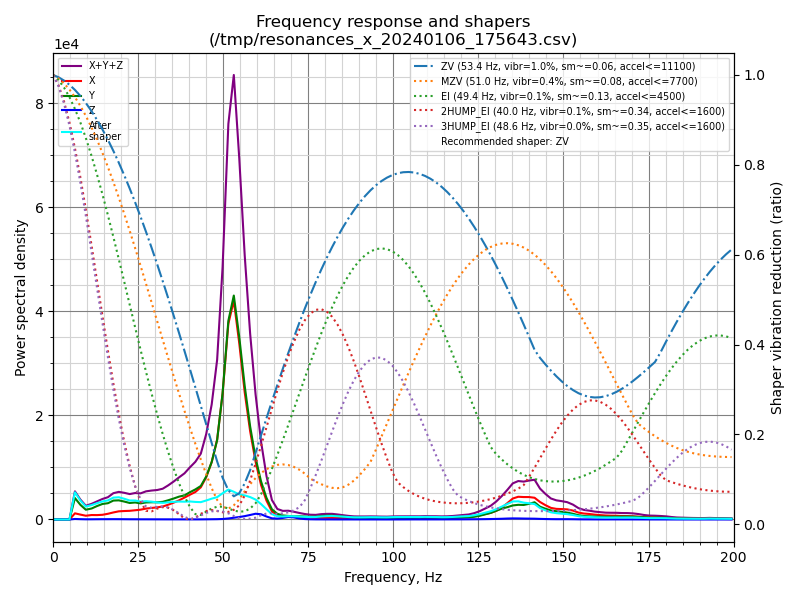 Frequency response and shapers
(/tmp/resonances_x_20240106_175643.csv)
1e4
X+Y+Z
X
Y
Z
After
shaper
ZV (53.4 Hz, vibr=1.0%, sm~=0.06, accel<=11100)
MZV (51.0 Hz, vibr=0.4%, sm~=0.08, accel<=7700)
EI (49.4 Hz, vibr=0.1%, sm~=0.13, accel<=4500)
2HUMP_EI (40.0 Hz, vibr=0.1%, sm~=0.34, accel<=1600)
3HUMP_EI (48.6 Hz, vibr=0.0%, sm~=0.35, accel<=1600)
Recommended shaper: ZV
Power spectral density
8
6
4
2
0
1.0
0.8
0.6
0.4
0.2
0.0
Shaper vibration reduction (ratio)
0 25 50 75 100 125 150 175 200
Frequency, Hz